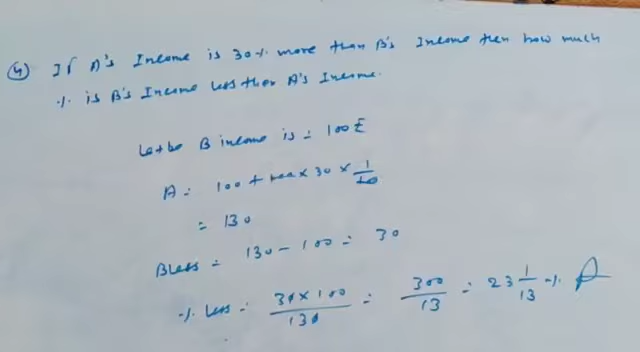 (4) If A's Income is 30% more than B's Income then how much
% is B's Income less than A's Income.
Let be B income is = 100 ₤
A = 100 + 100 × 30 × 1/100
= 130
B less = 130 - 100 = 30
% Less = 30 × 100 / 130 = 300/13 = 23 1/13 %